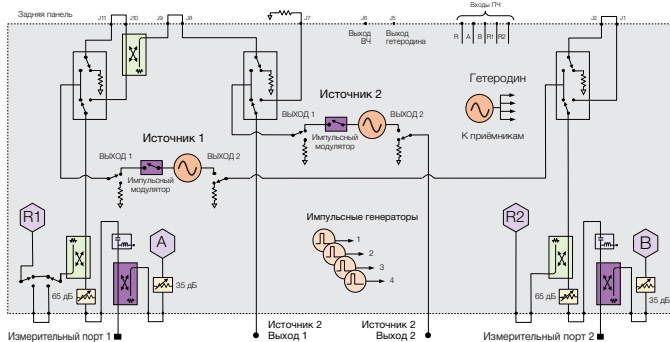 Задняя панель
J11
J10
J9
J8
J7
J6
J5
Входы ПЧ
J2
J1
Выход
ВЧ
Выход
гетеродина
R
A
B
R1
R2
Источник 2
ВЫХОД 1
ВЫХОД 2
Импульсный
модулятор
Гетеродин
К приёмникам
Источник 1
ВЫХОД 1
ВЫХОД 2
Импульсный
модулятор
R1
A
Импульсные генераторы
1
2
3
4
R2
B
65 дБ
35 дБ
65 дБ
35 дБ
Измерительный порт 1
Источник 2
Выход 1
Источник 2
Выход 2
Измерительный порт 2